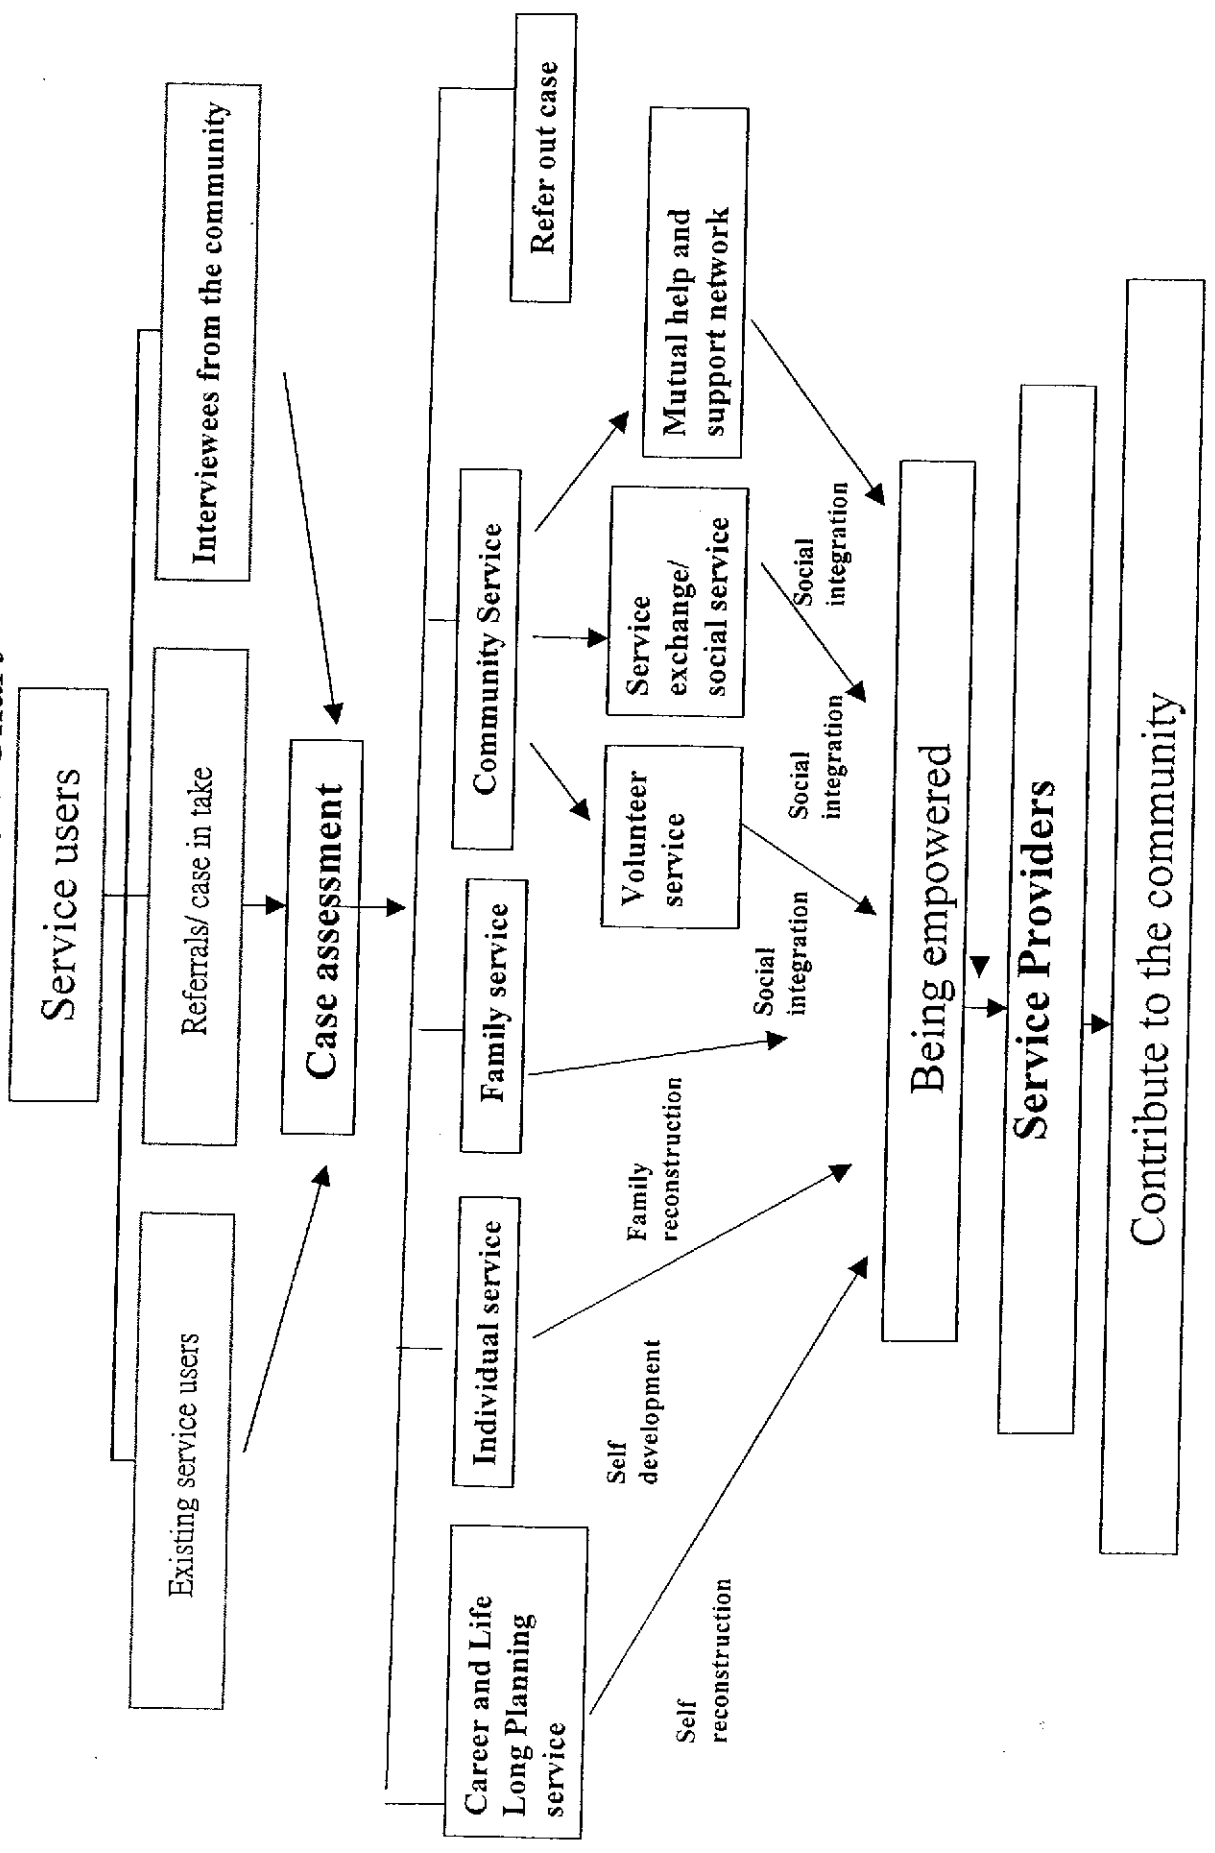 Service users
Existing service users
Referrals/ case in take
Interviewees from the community
Case assessment
Career and Life
Long Planning
service
Individual service
Family service
Community Service
Refer out case
Volunteer
service
Service
exchange/
social service
Mutual help and
support network
Self
reconstruction
Self
development
Family
reconstruction
Social
integration
Social
integration
Social
integration
Being empowered
Service Providers
Contribute to the community